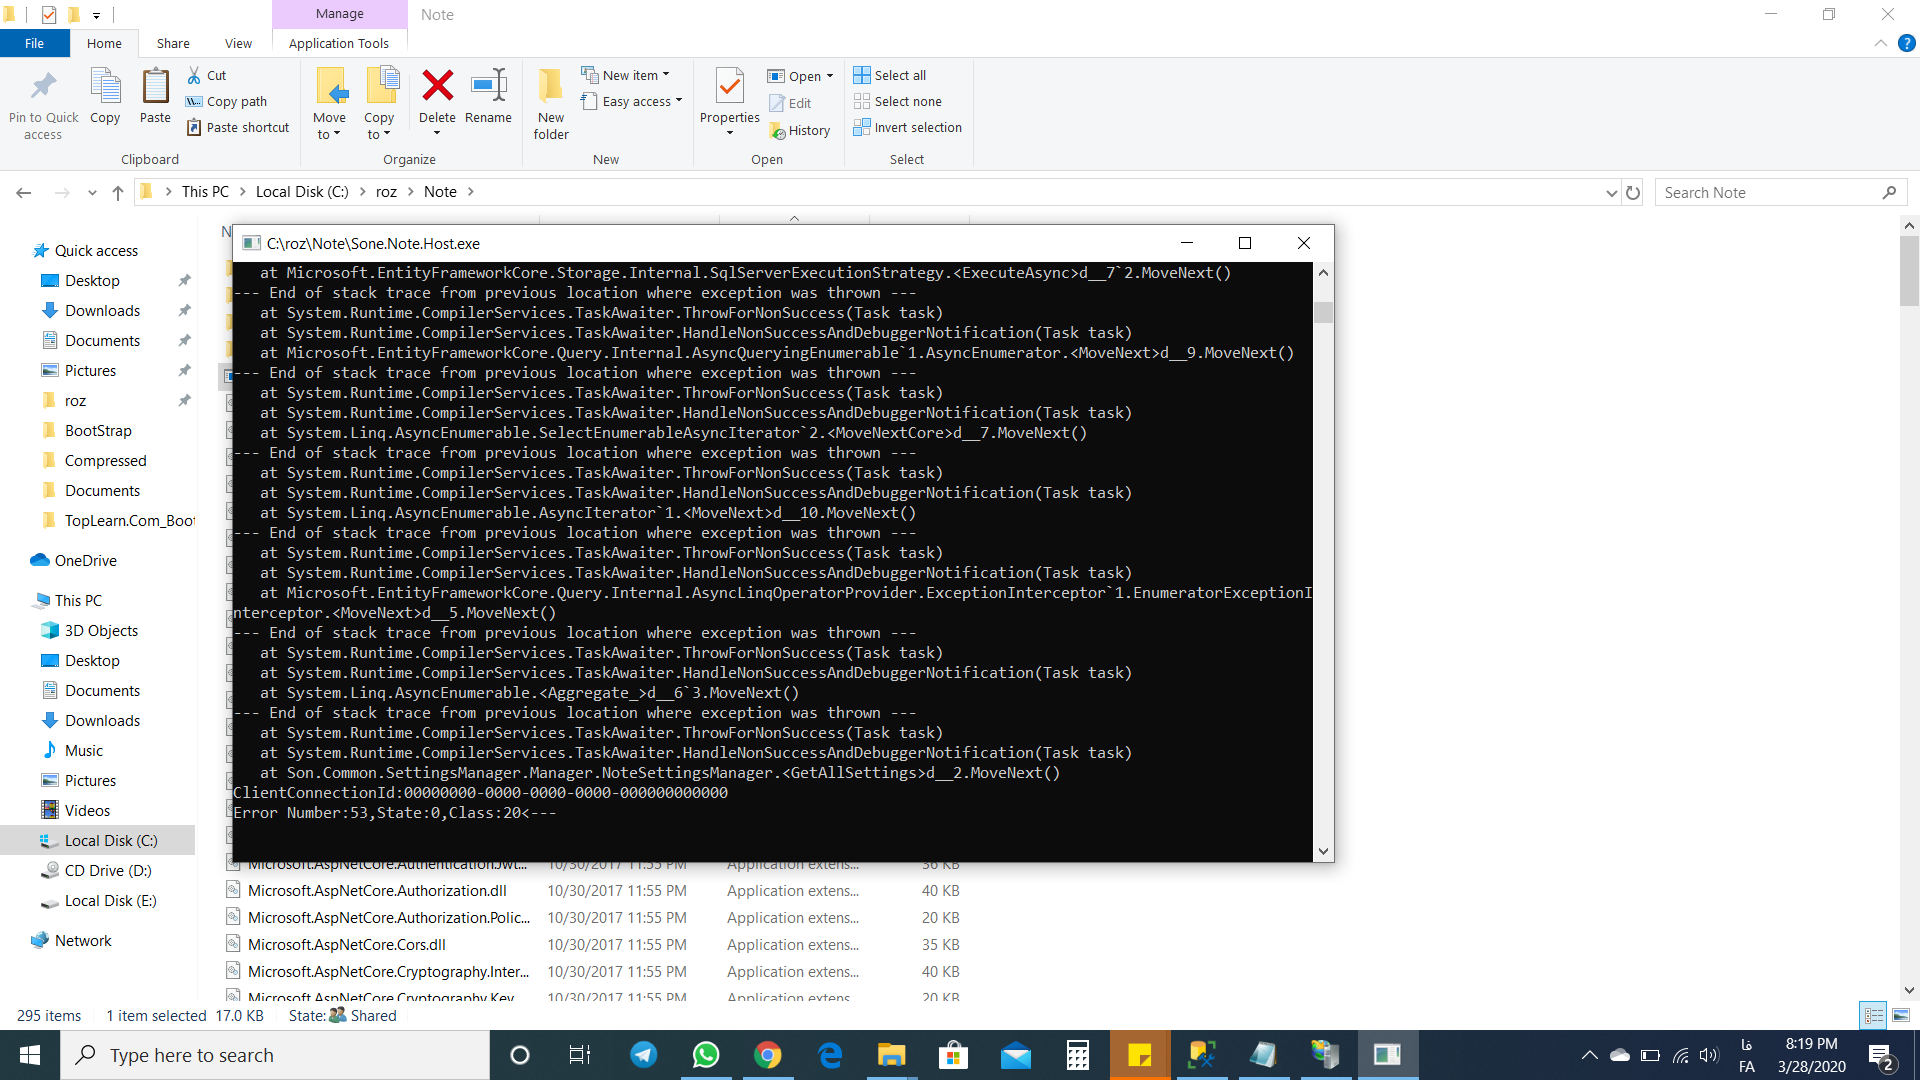 Manage
Note
File
Home
Share
View
Application Tools
Pin to Quick access
Copy
Paste
Cut
Copy path
Paste shortcut
Clipboard
Move to
Copy to
Delete
Rename
Organize
New folder
New item
Easy access
New
Properties
Open
Edit
History
Open
Select all
Select none
Invert selection
Select
This PC
Local Disk (C:)
roz
Note
Search Note
Quick access
Desktop
Downloads
Documents
Pictures
roz
BootStrap
Compressed
Documents
TopLearn.Com_Boot
OneDrive
This PC
3D Objects
Desktop
Documents
Downloads
Music
Pictures
Videos
Local Disk (C:)
CD Drive (D:)
Local Disk (E:)
Network
C:\roz\Note\Sone.Note.Host.exe
at Microsoft.EntityFrameworkCore.Storage.Internal.SqlServerExecutionStrategy.<ExecuteAsync>d__7`2.MoveNext()
--- End of stack trace from previous location where exception was thrown ---
at System.Runtime.CompilerServices.TaskAwaiter.ThrowForNonSuccess(Task task)
at System.Runtime.CompilerServices.TaskAwaiter.HandleNonSuccessAndDebuggerNotification(Task task)
at Microsoft.EntityFrameworkCore.Query.Internal.AsyncQueryingEnumerable`1.AsyncEnumerator.<MoveNext>d__9.MoveNext()
--- End of stack trace from previous location where exception was thrown ---
at System.Runtime.CompilerServices.TaskAwaiter.ThrowForNonSuccess(Task task)
at System.Runtime.CompilerServices.TaskAwaiter.HandleNonSuccessAndDebuggerNotification(Task task)
at System.Linq.AsyncEnumerable.SelectEnumerableAsyncIterator`2.<MoveNextCore>d__7.MoveNext()
--- End of stack trace from previous location where exception was thrown ---
at System.Runtime.CompilerServices.TaskAwaiter.ThrowForNonSuccess(Task task)
at System.Runtime.CompilerServices.TaskAwaiter.HandleNonSuccessAndDebuggerNotification(Task task)
at System.Linq.AsyncEnumerable.AsyncIterator`1.<MoveNext>d__10.MoveNext()
--- End of stack trace from previous location where exception was thrown ---
at System.Runtime.CompilerServices.TaskAwaiter.ThrowForNonSuccess(Task task)
at System.Runtime.CompilerServices.TaskAwaiter.HandleNonSuccessAndDebuggerNotification(Task task)
at Microsoft.EntityFrameworkCore.Query.Internal.AsyncLinqOperatorProvider.ExceptionInterceptor`1.EnumeratorExceptionI
nterceptor.<MoveNext>d__5.MoveNext()
--- End of stack trace from previous location where exception was thrown ---
at System.Runtime.CompilerServices.TaskAwaiter.ThrowForNonSuccess(Task task)
at System.Runtime.CompilerServices.TaskAwaiter.HandleNonSuccessAndDebuggerNotification(Task task)
at System.Linq.AsyncEnumerable.<Aggregate_>d__6`3.MoveNext()
--- End of stack trace from previous location where exception was thrown ---
at System.Runtime.CompilerServices.TaskAwaiter.ThrowForNonSuccess(Task task)
at System.Runtime.CompilerServices.TaskAwaiter.HandleNonSuccessAndDebuggerNotification(Task task)
at Son.Common.SettingsManager.Manager.NoteSettingsManager.<GetAllSettings>d__2.MoveNext()
ClientConnectionId:00000000-0000-0000-0000-000000000000
Error Number:53,State:0,Class:20<---
Microsoft.AspNetCore.Authentication.Jwt... 10/30/2017 11:55 PM Application extens... 36 KB
Microsoft.AspNetCore.Authorization.dll 10/30/2017 11:55 PM Application extens... 40 KB
Microsoft.AspNetCore.Authorization.Polic... 10/30/2017 11:55 PM Application extens... 20 KB
Microsoft.AspNetCore.Cors.dll 10/30/2017 11:55 PM Application extens... 35 KB
Microsoft.AspNetCore.Cryptography.Inter... 10/30/2017 11:55 PM Application extens... 40 KB
Microsoft.AspNetCore.Cryptography.Key... 10/30/2017 11:55 PM Application extens... 20 KB
295 items
1 item selected 17.0 KB
State: Shared
Type here to search
فا
FA
8:19 PM
3/28/2020
2